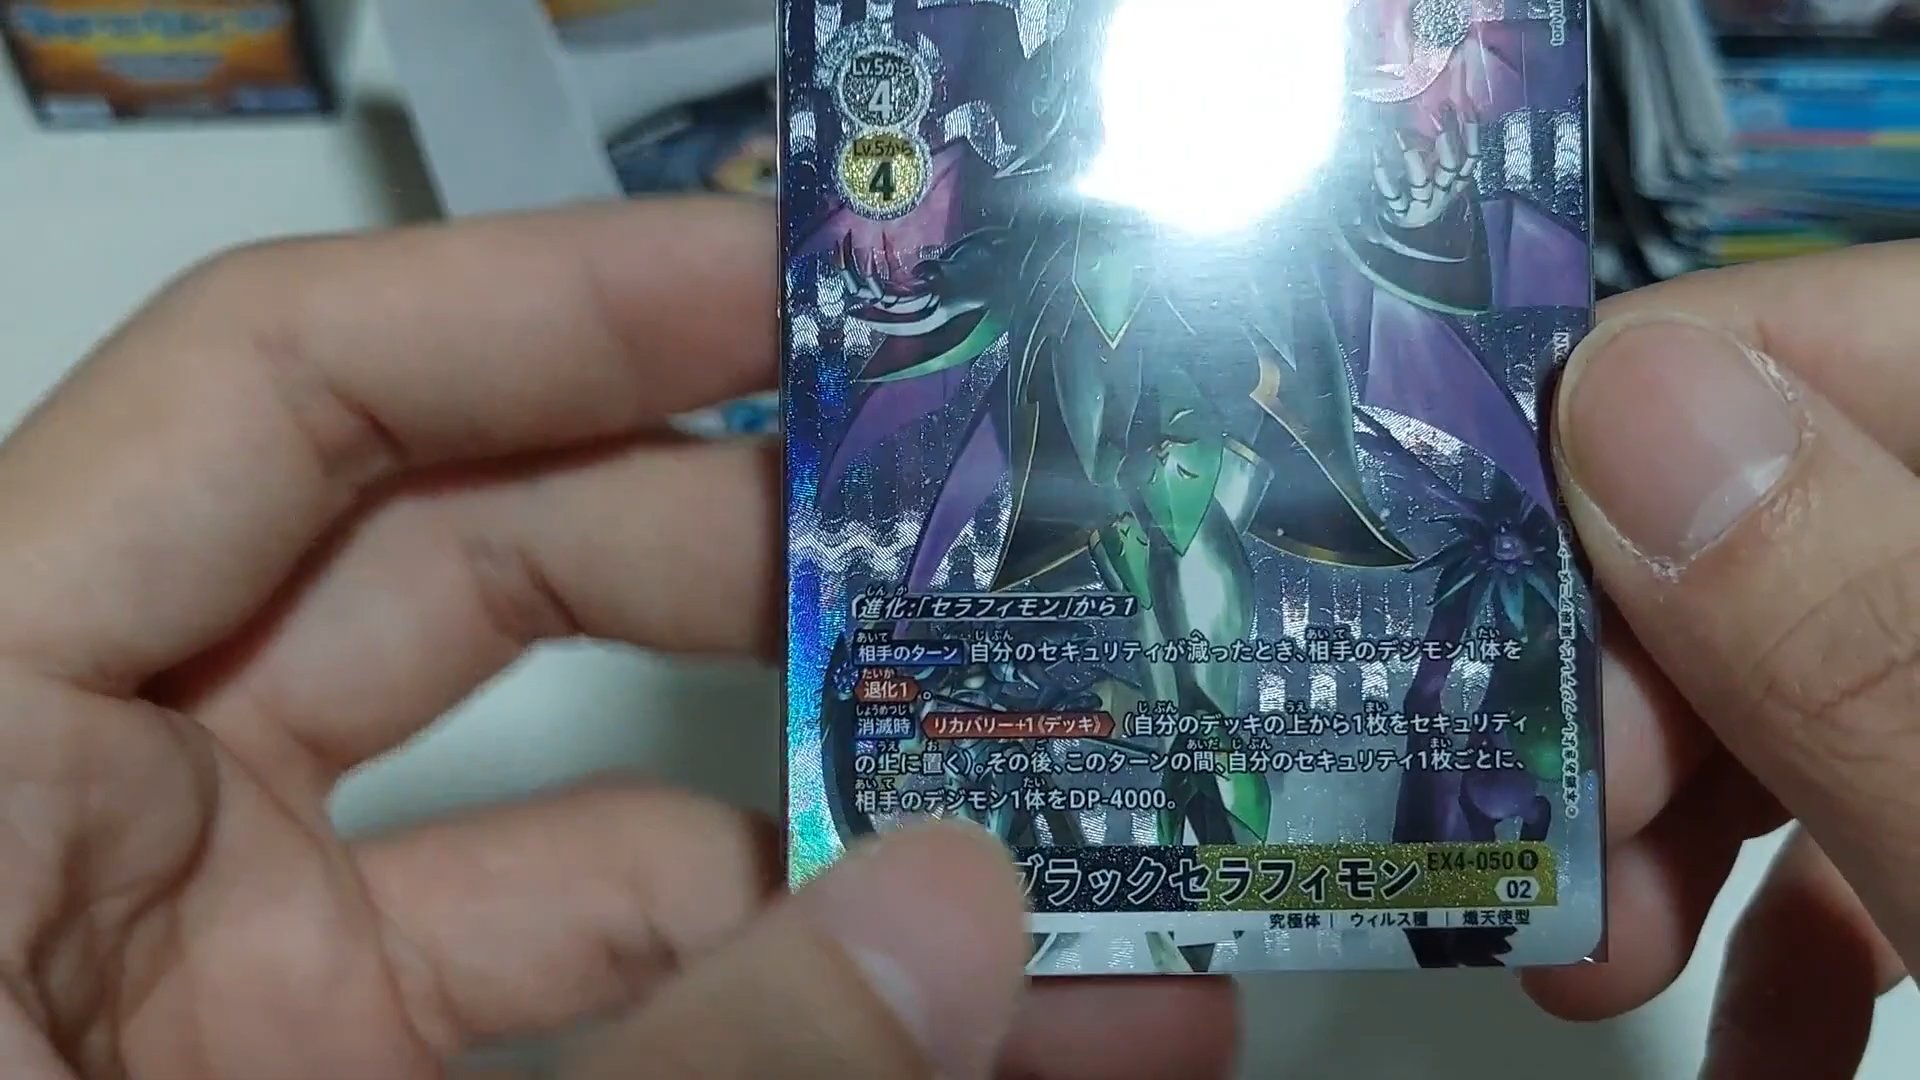 Lv.5から
4
Lv.5から
4
進化:「セラフィモン」から1
相手のターン 自分のセキュリティが減ったとき、相手のデジモン1体を
退化1。
消滅時 リカバリー+1《デッキ》(自分のデッキの上から1枚をセキュリティ
の上に置く)。その後、このターンの間、自分のセキュリティ1枚ごとに、
相手のデジモン1体をDP-4000。
ブラックセラフィモン
EX4-050 R
02
究極体 | ウィルス種 | 熾天使型